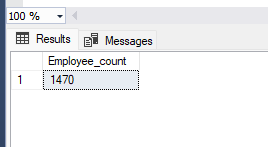 100 %
Results Messages
Employee_count
1 1470